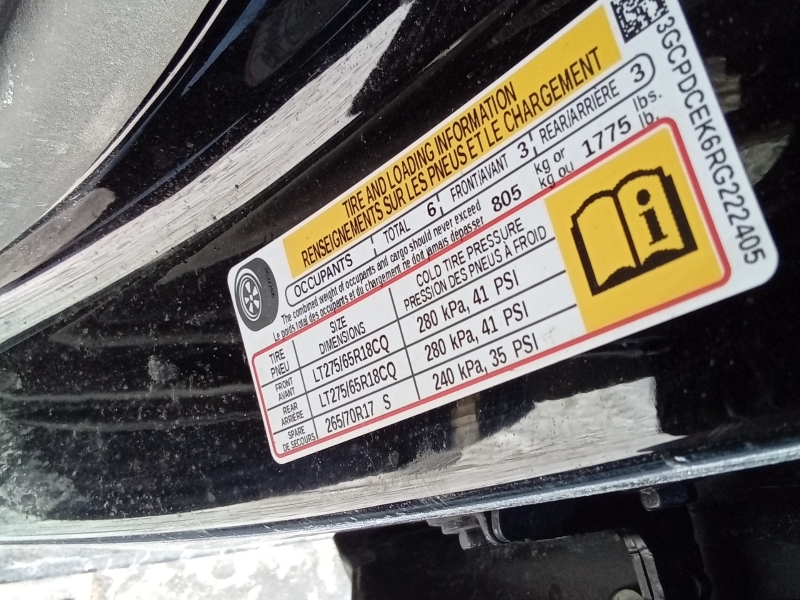 3GCPDCEK6RG222405
TIRE AND LOADING INFORMATION
RENSEIGNEMENTS SUR LES PNEUS ET LE CHARGEMENT
OCCUPANTS TOTAL 6 FRONT/AVANT 3 REAR/ARRIÈRE 3
The combined weight of occupants and cargo should never exceed 805 kg or 1775 lbs.
Le poids total des occupants et du chargement ne doit jamais dépasser kg ou lb.
TIRE SIZE COLD TIRE PRESSURE
PNEU DIMENSIONS PRESSION DES PNEUS À FROID
FRONT
AVANT LT275/65R18CQ 280 kPa, 41 PSI
REAR
ARRIÈRE LT275/65R18CQ 280 kPa, 41 PSI
SPARE
DE SECOURS 265/70R17 S 240 kPa, 35 PSI
i